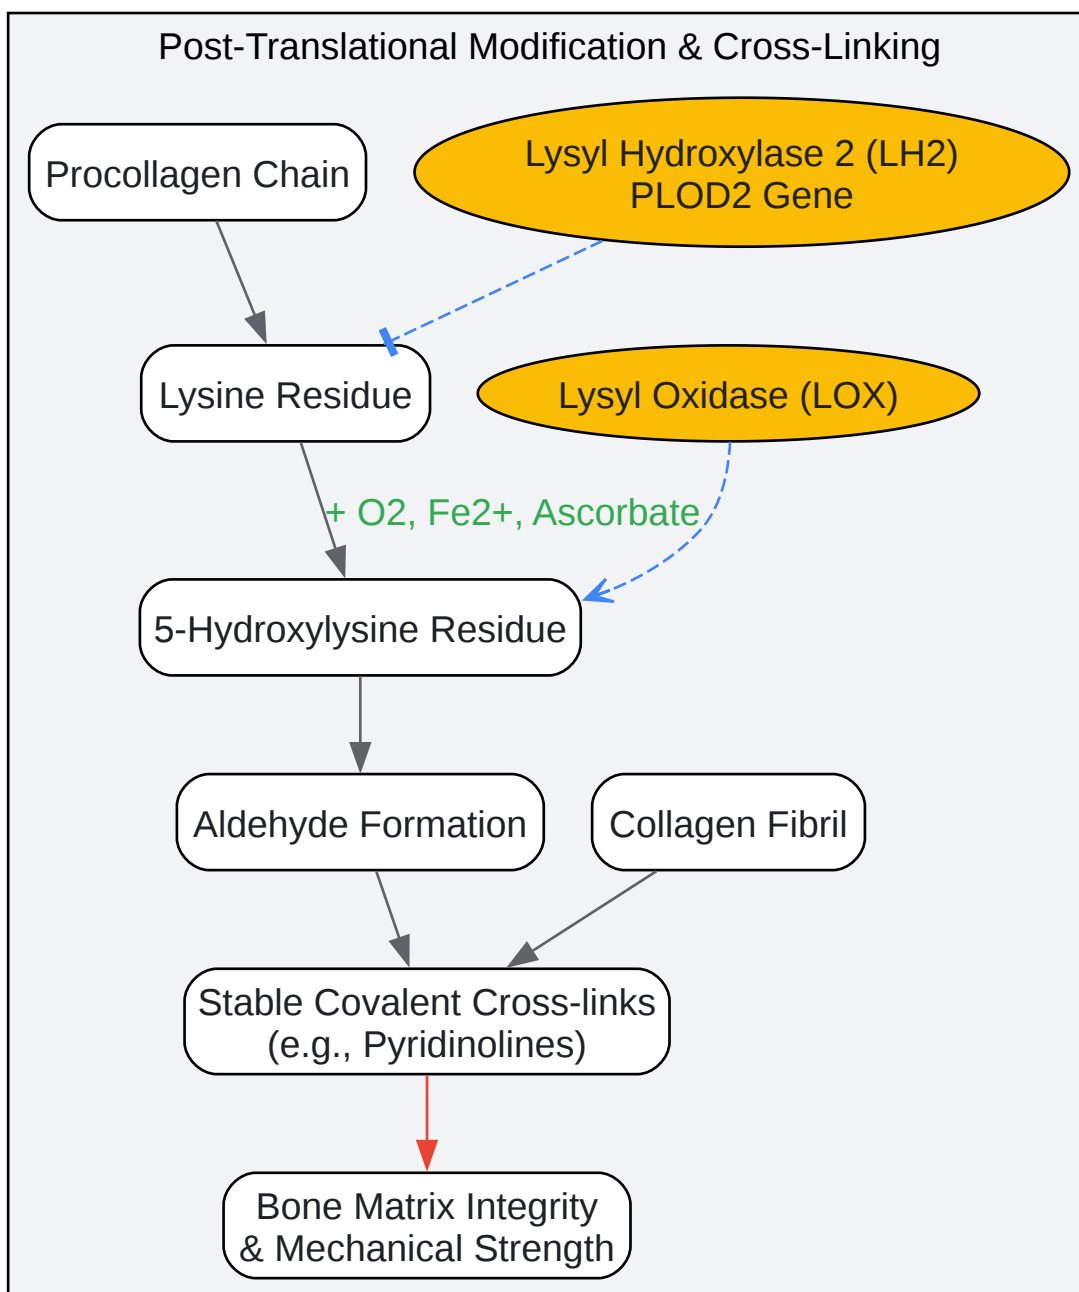 Post-Translational Modification & Cross-Linking
Procollagen Chain
Lysyl Hydroxylase 2 (LH2)
PLOD2 Gene
Lysine Residue
Lysyl Oxidase (LOX)
+ O2, Fe2+, Ascorbate
5-Hydroxylysine Residue
Aldehyde Formation
Collagen Fibril
Stable Covalent Cross-links
(e.g., Pyridinolines)
Bone Matrix Integrity
& Mechanical Strength